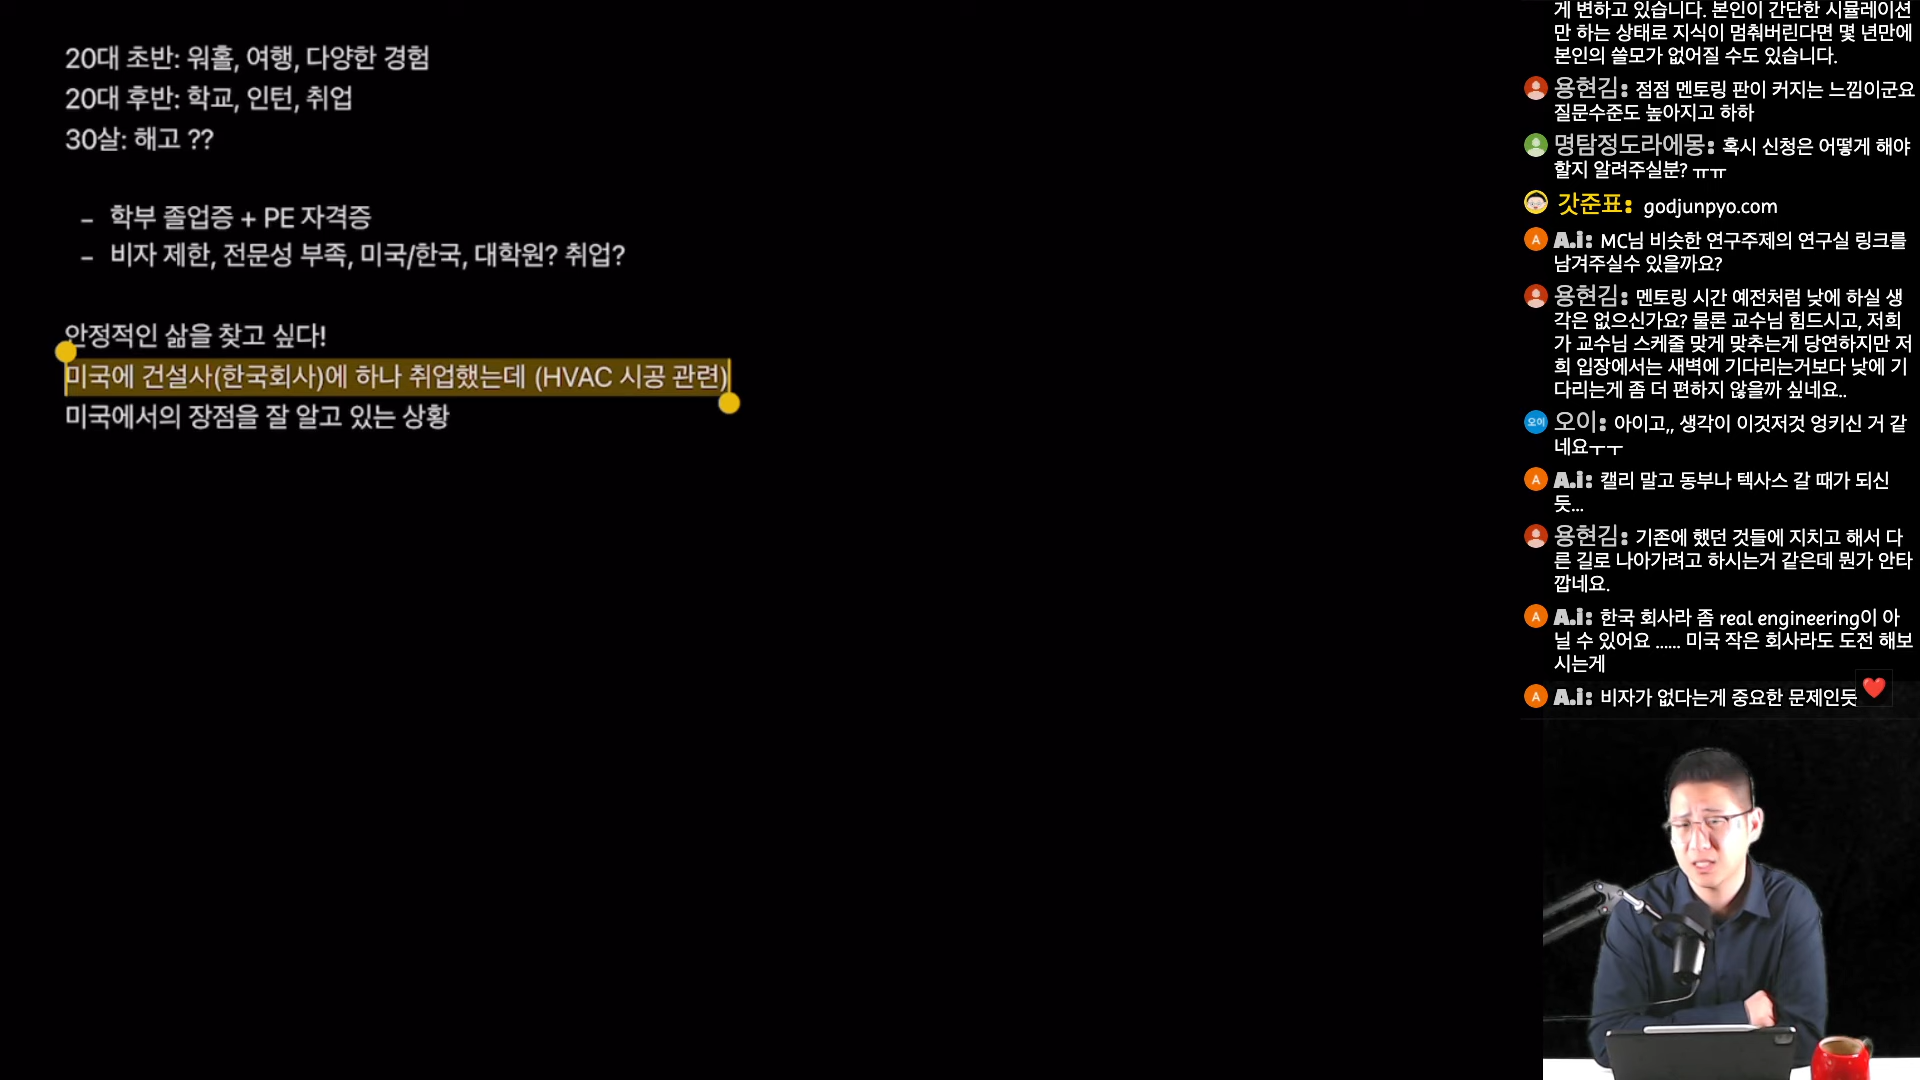 20대 초반: 워홀, 여행, 다양한 경험
20대 후반: 학교, 인턴, 취업
30살: 해고 ??
- 학부 졸업증 + PE 자격증
- 비자 제한, 전문성 부족, 미국/한국, 대학원? 취업?
안정적인 삶을 찾고 싶다!
미국에 건설사(한국회사)에 하나 취업했는데 (HVAC 시공 관련)
미국에서의 장점을 잘 알고 있는 상황
게 변하고 있습니다. 본인이 간단한 시뮬레이션
만 하는 상태로 지식이 멈춰버린다면 몇 년만에
본인의 쓸모가 없어질 수도 있습니다.
용현김: 점점 멘토링 판이 커지는 느낌이군요
질문수준도 높아지고 하하
명탐정도라에몽: 혹시 신청은 어떻게 해야
할지 알려주실분? ㅠㅠ
갓준표: godjunpyo.com
A A.i: MC님 비슷한 연구주제의 연구실 링크를
남겨주실수 있을까요?
용현김: 멘토링 시간 예전처럼 낮에 하실 생
각은 없으신가요? 물론 교수님 힘드시고, 저희
가 교수님 스케줄 맞게 맞추는게 당연하지만 저
희 입장에서는 새벽에 기다리는거보다 낮에 기
다리는게 좀 더 편하지 않을까 싶네요..
오이 오이: 아이고,, 생각이 이것저것 엉키신 거 같
네요ㅜㅜ
A A.i: 캘리 말고 동부나 텍사스 갈 때가 되신
듯...
용현김: 기존에 했던 것들에 지치고 해서 다
른 길로 나아가려고 하시는거 같은데 뭔가 안타
깝네요.
A A.i: 한국 회사라 좀 real engineering이 아
닐 수 있어요 ...... 미국 작은 회사라도 도전 해보
시는게
A A.i: 비자가 없다는게 중요한 문제인듯